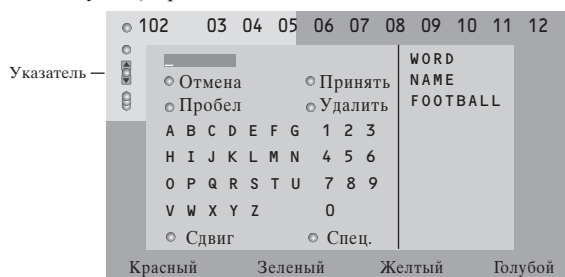 102 03 04 05 06 07 08 09 10 11 12
Указатель
Отмена Принять
Пробел Удалить
A B C D E F G 1 2 3
H I J K L M N 4 5 6
O P Q R S T U 7 8 9
V W X Y Z 0
Сдвиг Спец.
WORD
NAME
FOOTBALL
Красный Зеленый Желтый Голубой